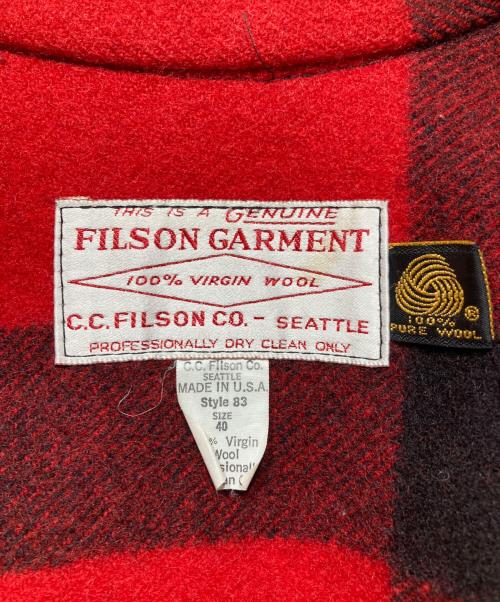 THIS IS A GENUINE
FILSON GARMENT
100% VIRGIN WOOL
C.C. FILSON CO. - SEATTLE
PROFESSIONALLY DRY CLEAN ONLY
100% ®
PURE WOOL
C.C. Filson Co.
SEATTLE
MADE IN U.S.A.
Style 83
SIZE
40
% Virgin
Wool